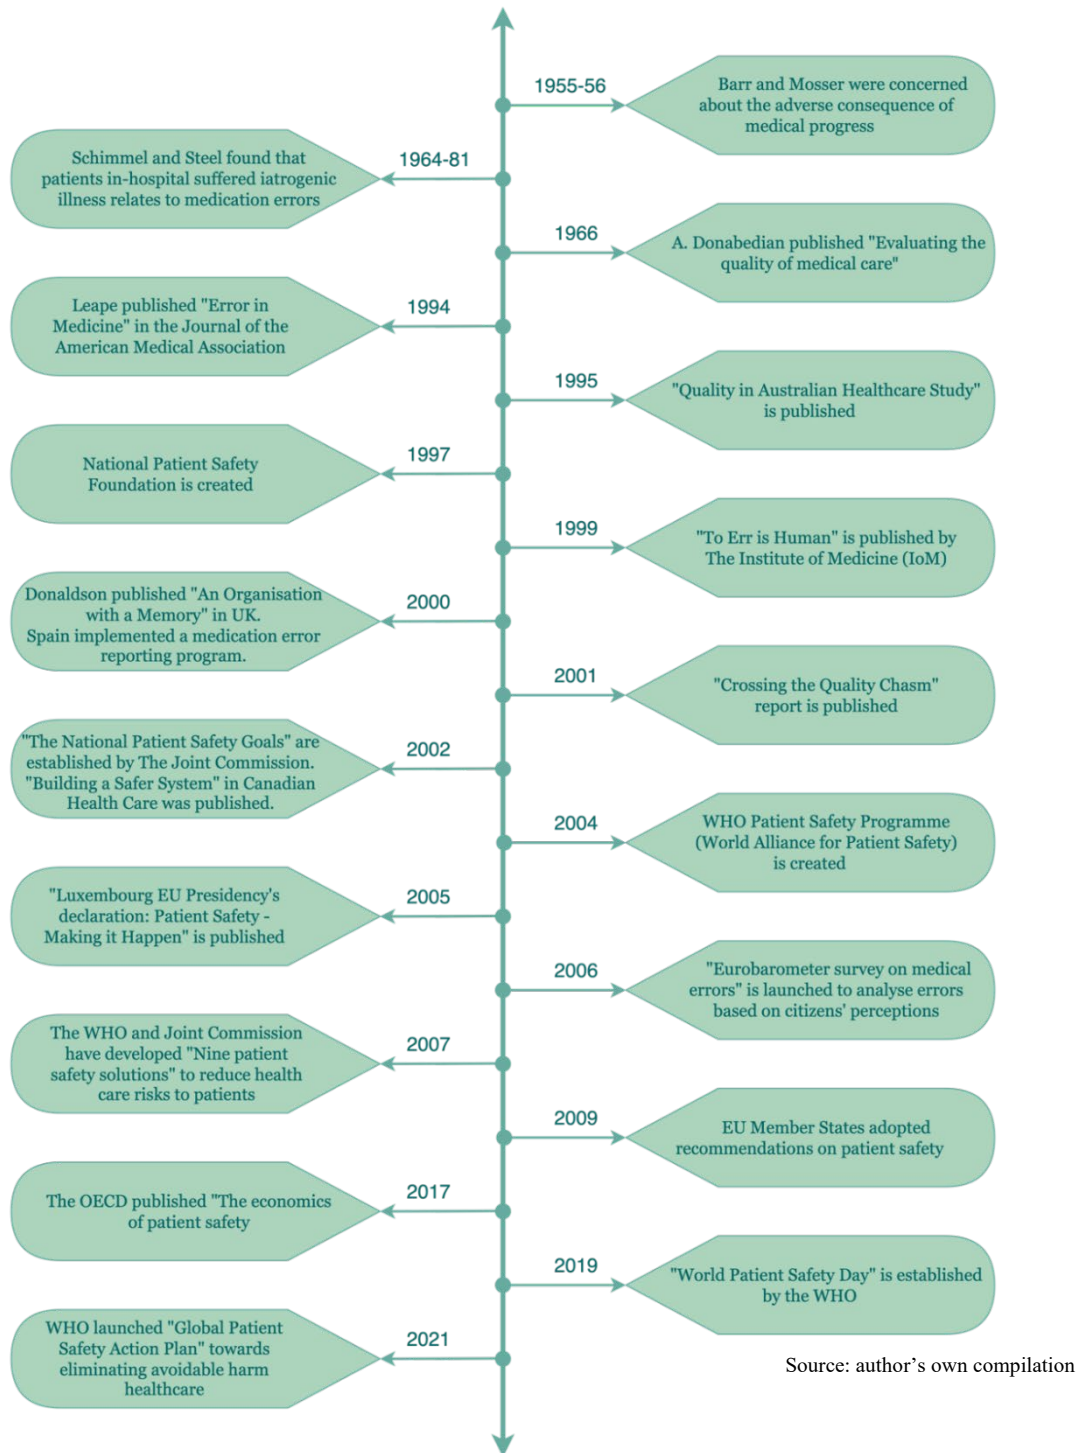 1955-56
Barr and Mosser were concerned
about the adverse consequence of
medical progress
1964-81
Schimmel and Steel found that
patients in-hospital suffered iatrogenic
illness relates to medication errors
1966
A. Donabedian published "Evaluating the
quality of medical care"
1994
Leape published "Error in
Medicine" in the Journal of the
American Medical Association
1995
"Quality in Australian Healthcare Study"
is published
1997
National Patient Safety
Foundation is created
1999
"To Err is Human" is published by
The Institute of Medicine (IoM)
2000
Donaldson published "An Organisation
with a Memory" in UK.
Spain implemented a medication error
reporting program.
2001
"Crossing the Quality Chasm"
report is published
2002
"The National Patient Safety Goals" are
established by The Joint Commission.
"Building a Safer System" in Canadian
Health Care was published.
2004
WHO Patient Safety Programme
(World Alliance for Patient Safety)
is created
2005
"Luxembourg EU Presidency's
declaration: Patient Safety -
Making it Happen" is published
2006
"Eurobarometer survey on medical
errors" is launched to analyse errors
based on citizens' perceptions
2007
The WHO and Joint Commission
have developed "Nine patient
safety solutions" to reduce health
care risks to patients
2009
EU Member States adopted
recommendations on patient safety
2017
The OECD published "The economics
of patient safety
2019
"World Patient Safety Day" is established
by the WHO
2021
WHO launched "Global Patient
Safety Action Plan" towards
eliminating avoidable harm
healthcare
Source: author's own compilation